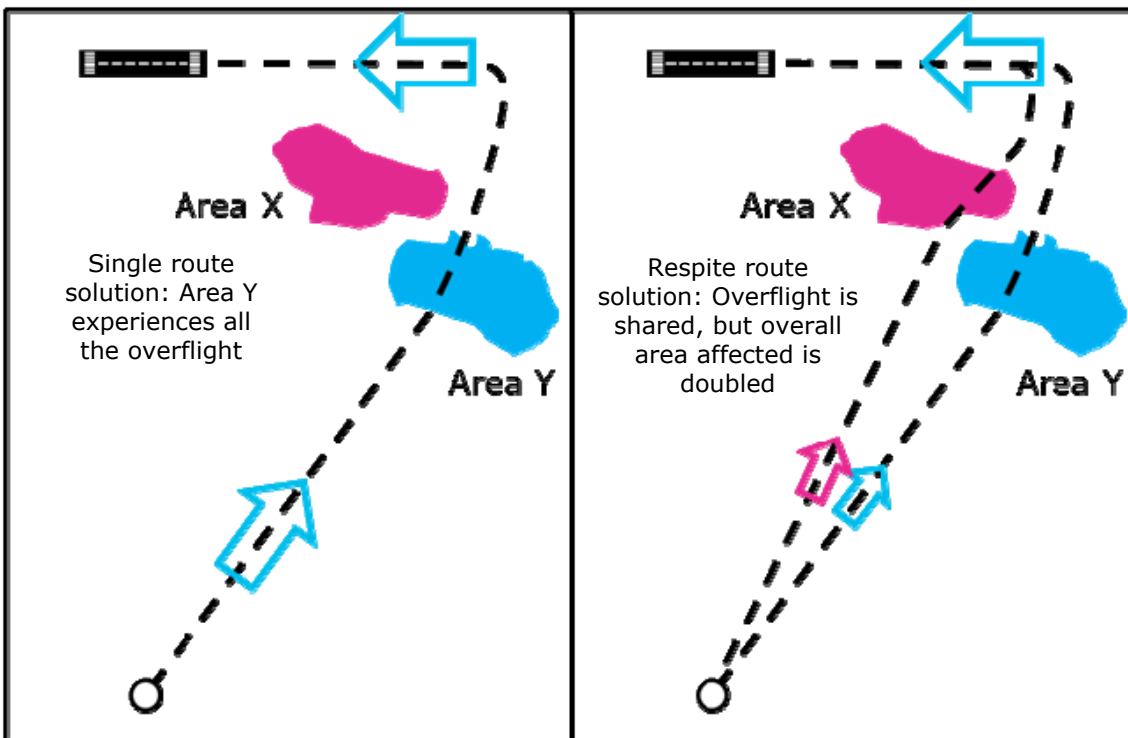 Area X
Single route
solution: Area Y
experiences all
the overflight
Area Y
Area X
Respite route
solution: Overflight is
shared, but overall
area affected is
doubled
Area Y